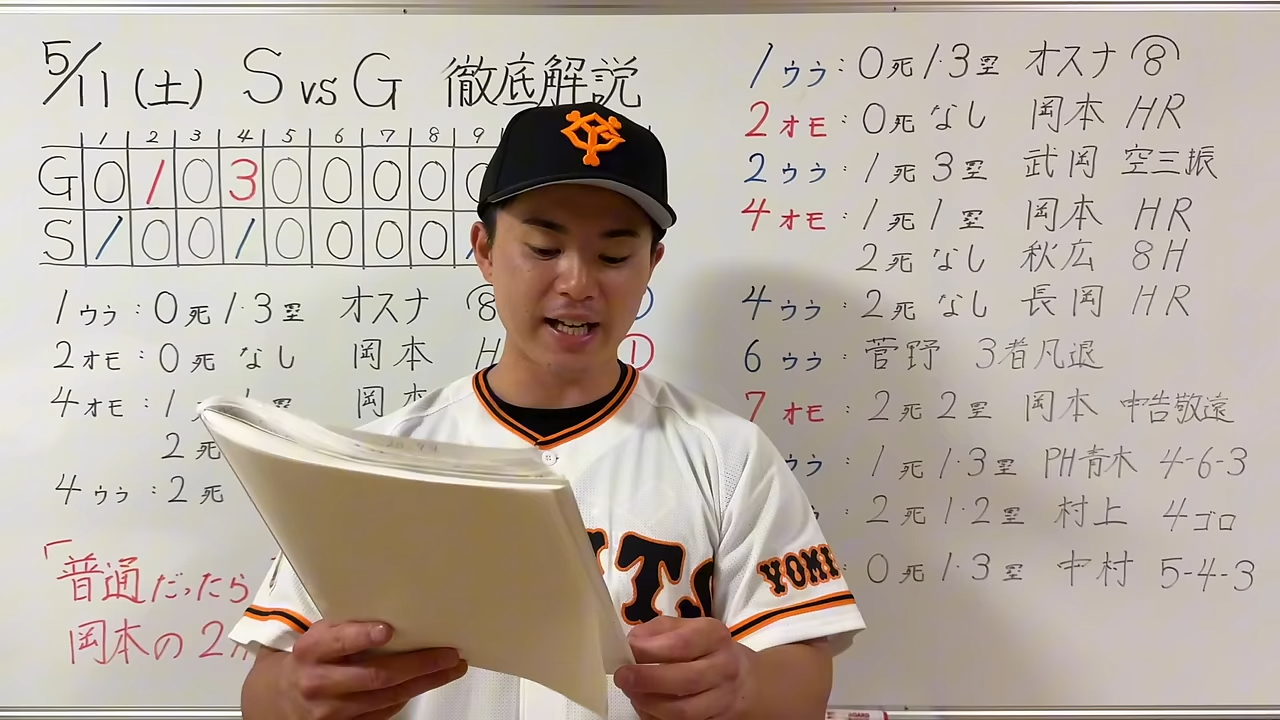 5/11(土) S vs G 徹底解説
1 2 3 4 5 6 7 8 9
G 0 1 0 3 0 0 0 0
S 1 0 0 1 0 0 0 0
1ウラ:0死1・3塁 オスナ 8
2オモ:0死なし 岡本 H 1
4オモ:1 塁 岡本
2死
4ウラ:2死
「普通だったら
岡本の2
1ウラ:0死1・3塁 オスナ 8
2オモ:0死なし 岡本 HR
2ウラ:1死3塁 武岡 空三振
4オモ:1死1塁 岡本 HR
2死なし 秋広 8H
4ウラ:2死なし 長岡 HR
6ウラ:菅野 3者凡退
7オモ:2死2塁 岡本 申告敬遠
ウラ:1死1・3塁 PH青木 4-6-3
2死1・2塁 村上 4ゴロ
0死1・3塁 中村 5-4-3
YG
YOMI